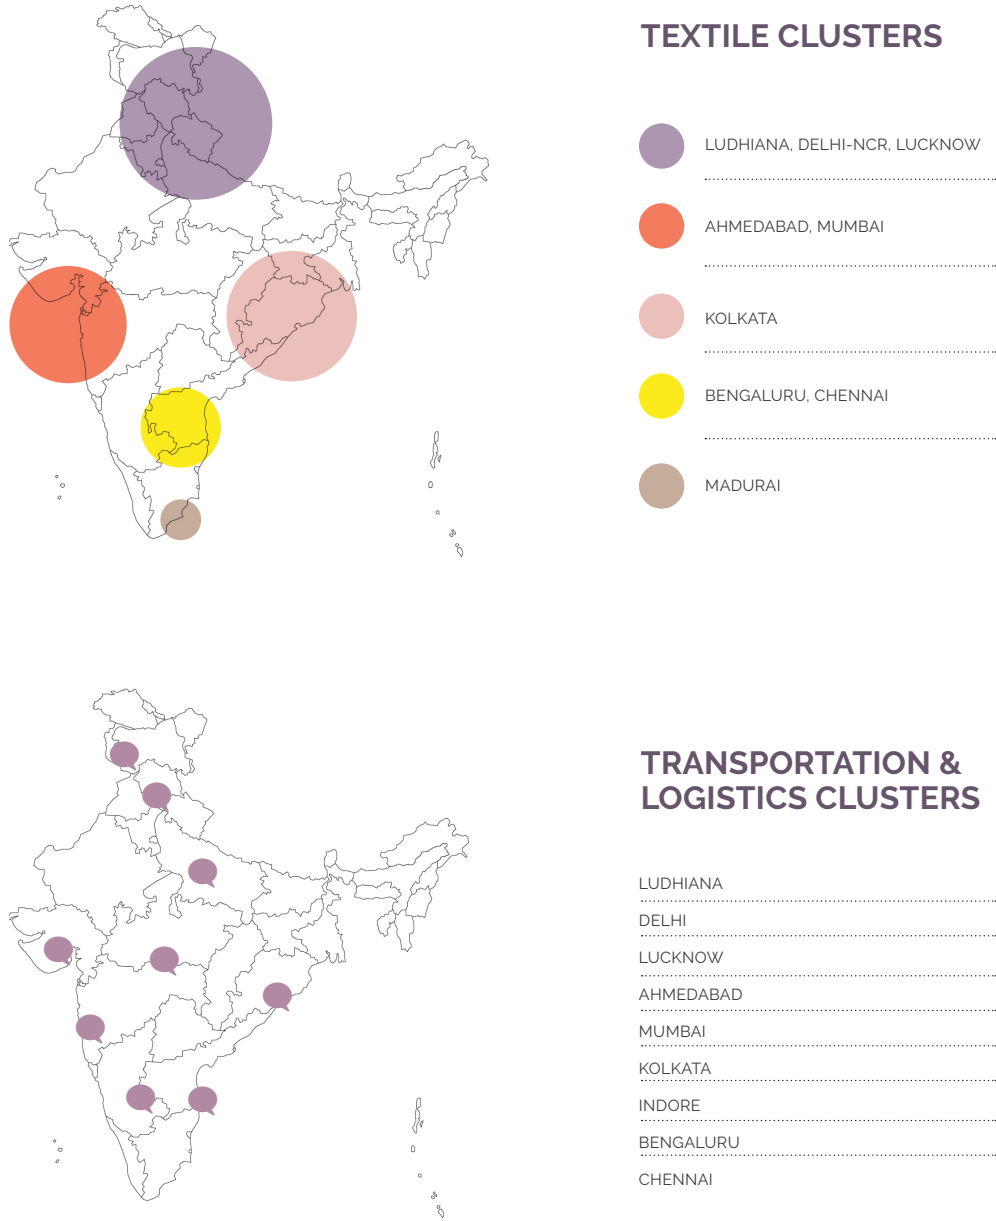 TEXTILE CLUSTERS
LUDHIANA, DELHI-NCR, LUCKNOW
AHMEDABAD, MUMBAI
KOLKATA
BENGALURU, CHENNAI
MADURAI
TRANSPORTATION &
LOGISTICS CLUSTERS
LUDHIANA
DELHI
LUCKNOW
AHMEDABAD
MUMBAI
KOLKATA
INDORE
BENGALURU
CHENNAI